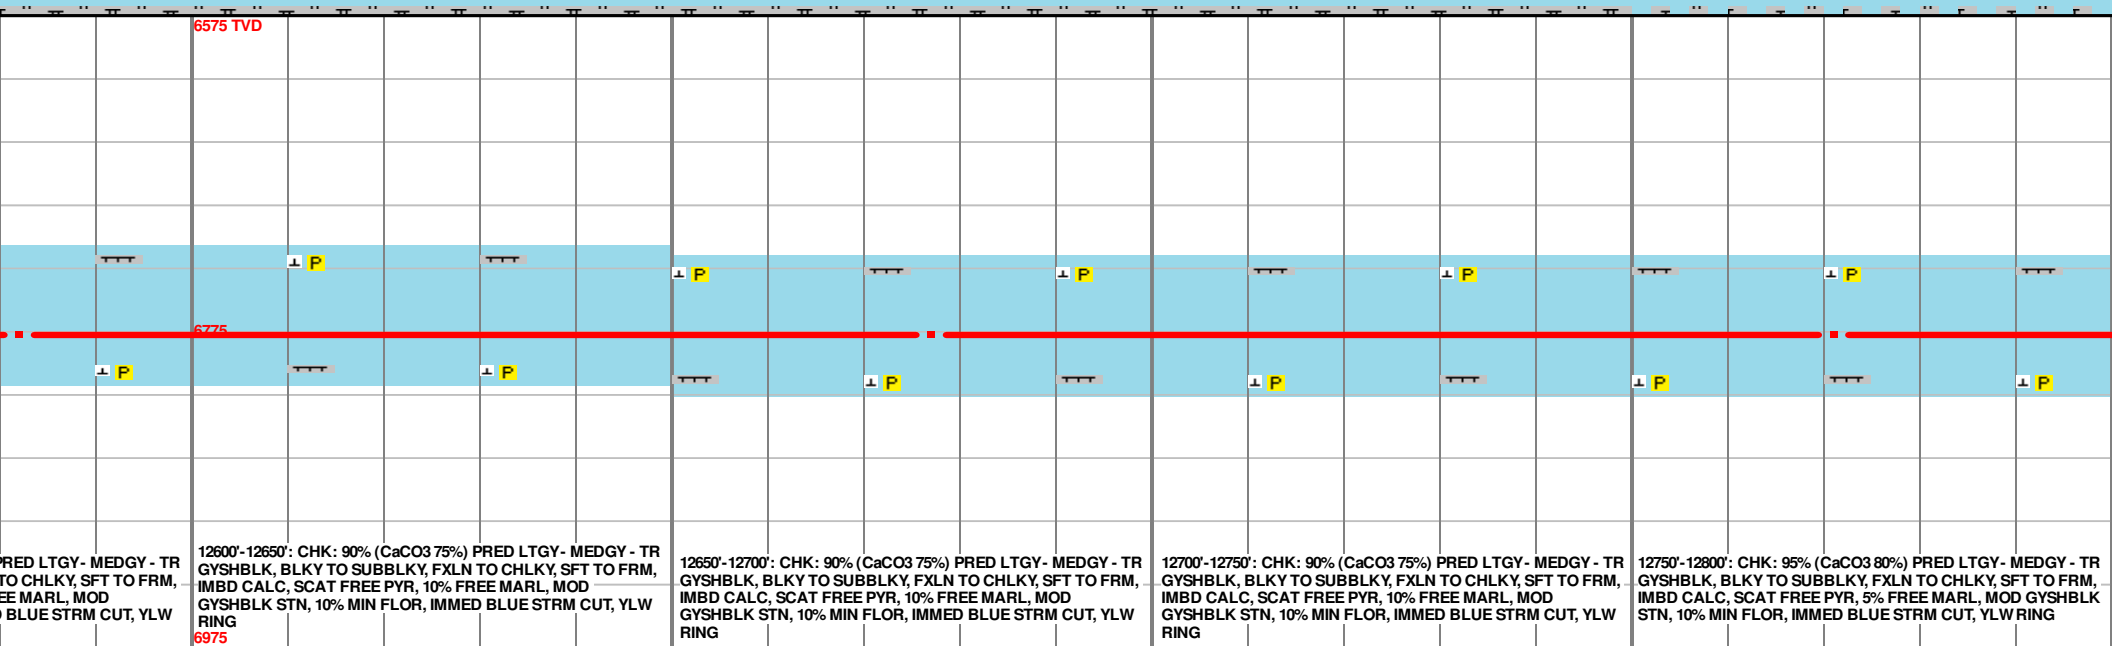 6575 TVD
P
P
P
P
P
6775
P
P
P
P
P
P
PRED LTGY- MEDGY - TR
TO CHLKY, SFT TO FRM,
EE MARL, MOD
BLUE STRM CUT, YLW
12600'-12650': CHK: 90% (CaCO3 75%) PRED LTGY- MEDGY - TR
GYSHBLK, BLKY TO SUBBLKY, FXLN TO CHLKY, SFT TO FRM,
IMBD CALC, SCAT FREE PYR, 10% FREE MARL, MOD
GYSHBLK STN, 10% MIN FLOR, IMMED BLUE STRM CUT, YLW
RING
6975
12650'-12700': CHK: 90% (CaCO3 75%) PRED LTGY- MEDGY - TR
GYSHBLK, BLKY TO SUBBLKY, FXLN TO CHLKY, SFT TO FRM,
IMBD CALC, SCAT FREE PYR, 10% FREE MARL, MOD
GYSHBLK STN, 10% MIN FLOR, IMMED BLUE STRM CUT, YLW
RING
12700'-12750': CHK: 90% (CaCO3 75%) PRED LTGY- MEDGY - TR
GYSHBLK, BLKY TO SUBBLKY, FXLN TO CHLKY, SFT TO FRM,
IMBD CALC, SCAT FREE PYR, 10% FREE MARL, MOD
GYSHBLK STN, 10% MIN FLOR, IMMED BLUE STRM CUT, YLW
RING
12750'-12800': CHK: 95% (CaCO3 80%) PRED LTGY- MEDGY - TR
GYSHBLK, BLKY TO SUBBLKY, FXLN TO CHLKY, SFT TO FRM,
IMBD CALC, SCAT FREE PYR, 5% FREE MARL, MOD GYSHBLK
STN, 10% MIN FLOR, IMMED BLUE STRM CUT, YLW RING